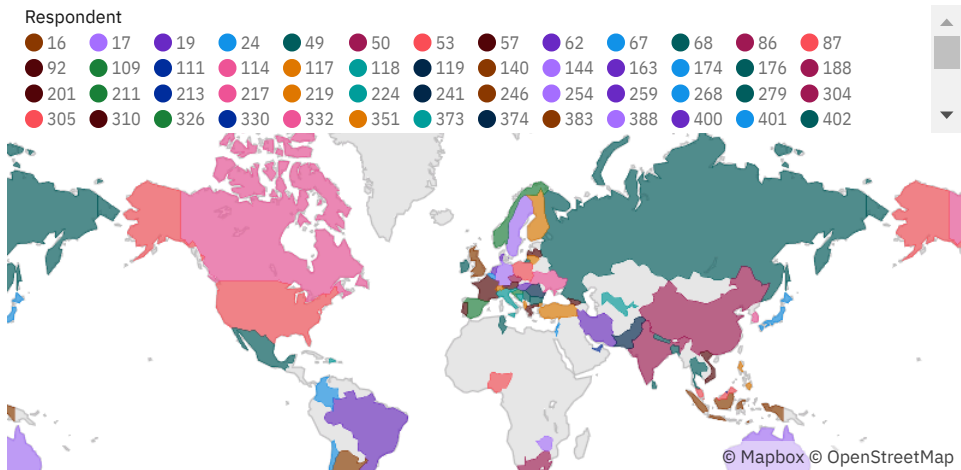 Respondent
16 17 19 24 49 50 53 57 62 67 68 86 87
92 109 111 114 117 118 119 140 144 163 174 176 188
201 211 213 217 219 224 241 246 254 259 268 279 304
305 310 326 330 332 351 373 374 383 388 400 401 402
© Mapbox © OpenStreetMap